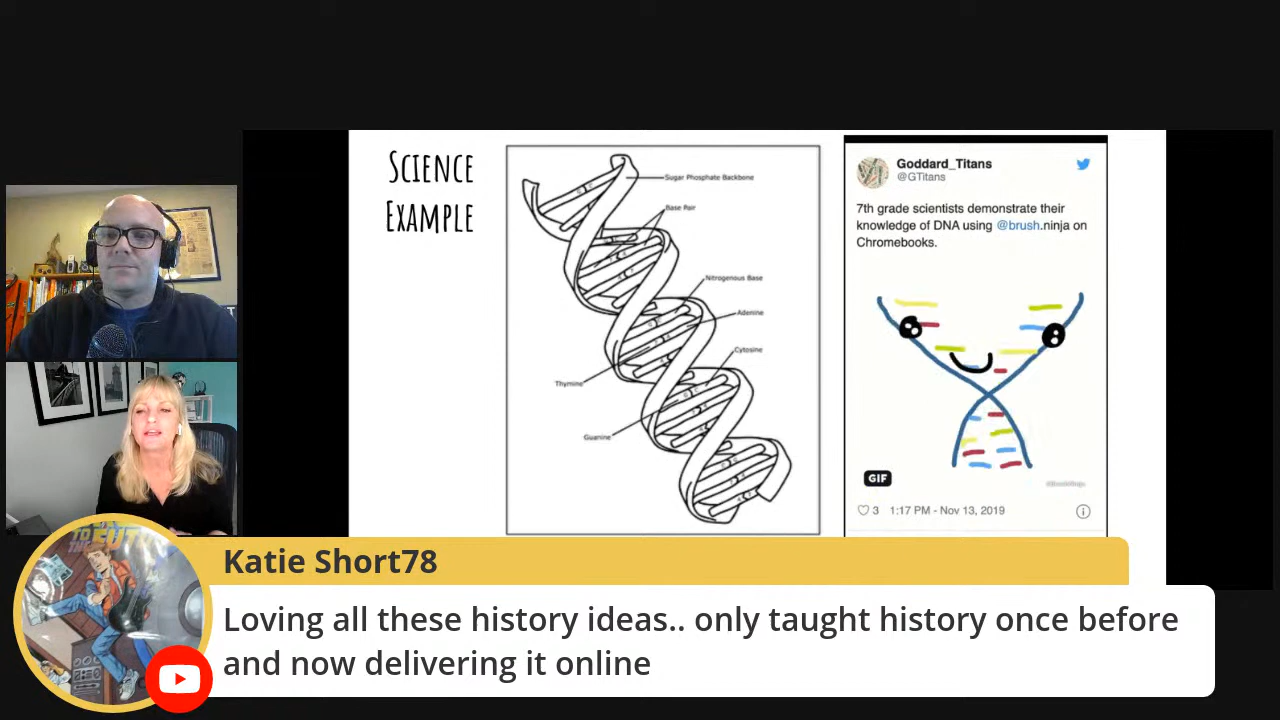 SCIENCE
EXAMPLE
Sugar Phosphate Backbone
Base Pair
Nitrogenous Base
Adenine
Cytosine
Thymine
Guanine
Goddard_Titans
@GTitans
7th grade scientists demonstrate their
knowledge of DNA using @brush.ninja on
Chromebooks.
GIF
3 1:17 PM - Nov 13, 2019
Katie Short78
Loving all these history ideas.. only taught history once before
and now delivering it online